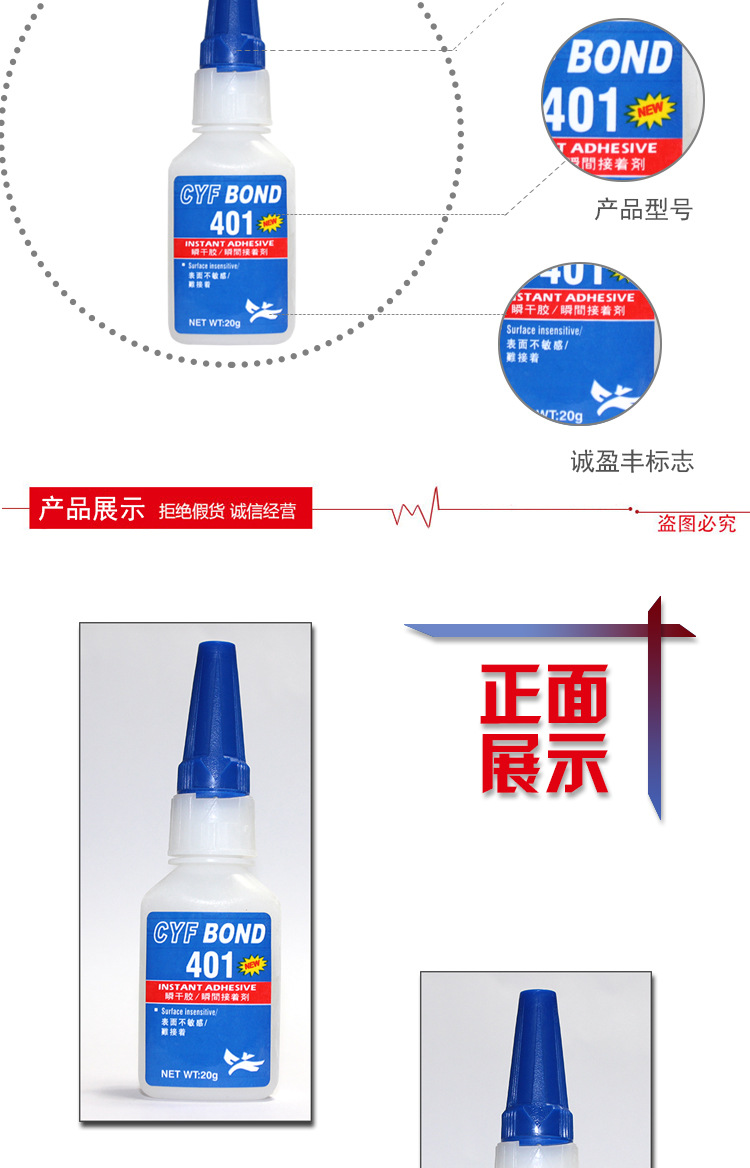 CYF BOND
401 NEW
INSTANT ADHESIVE
瞬干胶/瞬間接着剤
Surface insensitive/
表面不敏感/
難接着
NET WT:20g
BOND
401 NEW
T ADHESIVE
瞬間接着剤
产品型号
401
STANT ADHESIVE
瞬干胶/瞬間接着剤
Surface insensitive/
表面不敏感/
難接着
WT:20g
诚盈丰标志
产品展示 拒绝假货 诚信经营
盗图必究
正面
展示
CYF BOND
401 NEW
INSTANT ADHESIVE
瞬干胶/瞬間接着剤
Surface insensitive/
表面不敏感/
難接着
NET WT:20g